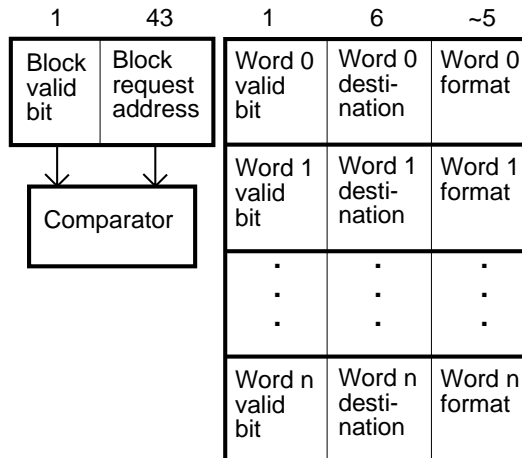 1 43 1 6 ~5
Block Block
valid request
bit address
Comparator
Word 0 Word 0 Word 0
valid desti- format
bit nation
Word 1 Word 1 Word 1
valid desti- format
bit nation
. . .
. . .
. . .
Word n Word n Word n
valid desti- format
bit nation